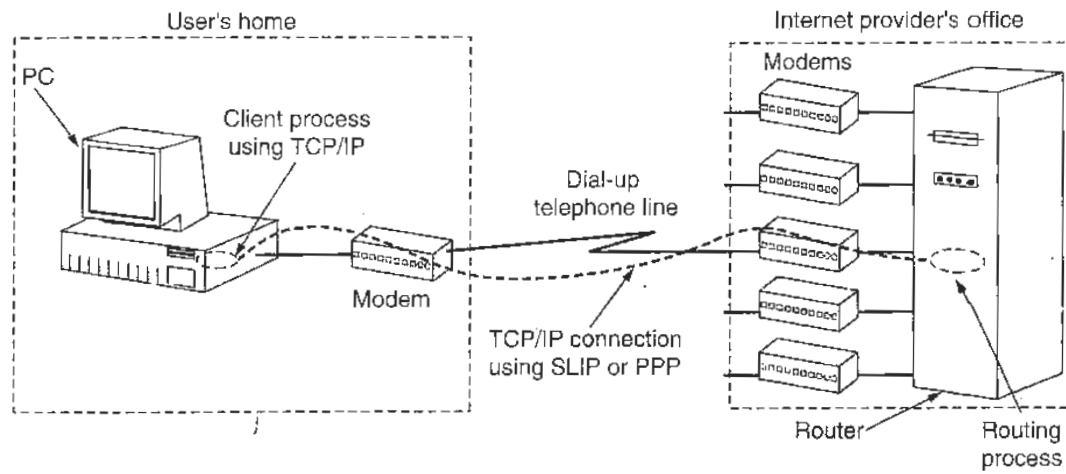 User's home
Internet provider's office
PC
Client process
using TCP/IP
Modems
Dial-up
telephone line
Modem
TCP/IP connection
using SLIP or PPP
Router
Routing
process